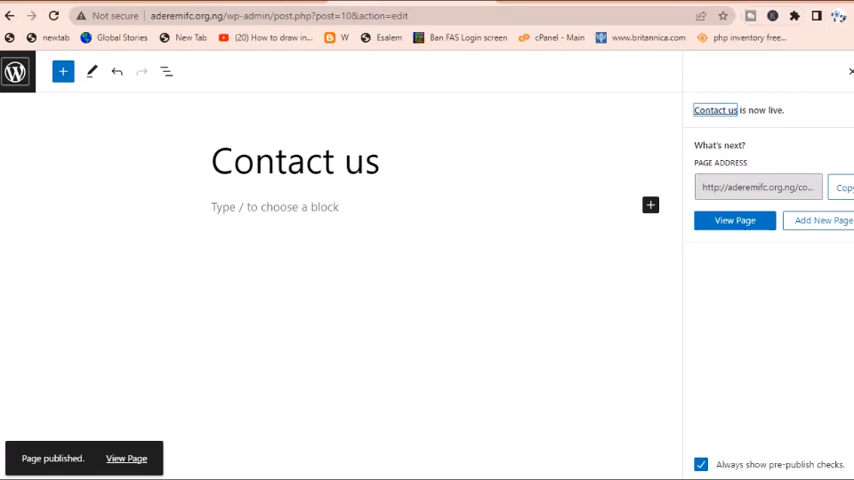 Not secure | aderemifc.org.ng/wp-admin/post.php?post=10&action=edit
newtab Global Stories New Tab (20) How to draw in... W Esalem Ban FAS Login screen cPanel - Main www.britannica.com php inventory free...
Contact us is now live.
Contact us
What's next?
PAGE ADDRESS
http://aderemifc.org.ng/co... Copy
Type / to choose a block
View Page Add New Page
Page published. View Page
Always show pre-publish checks.